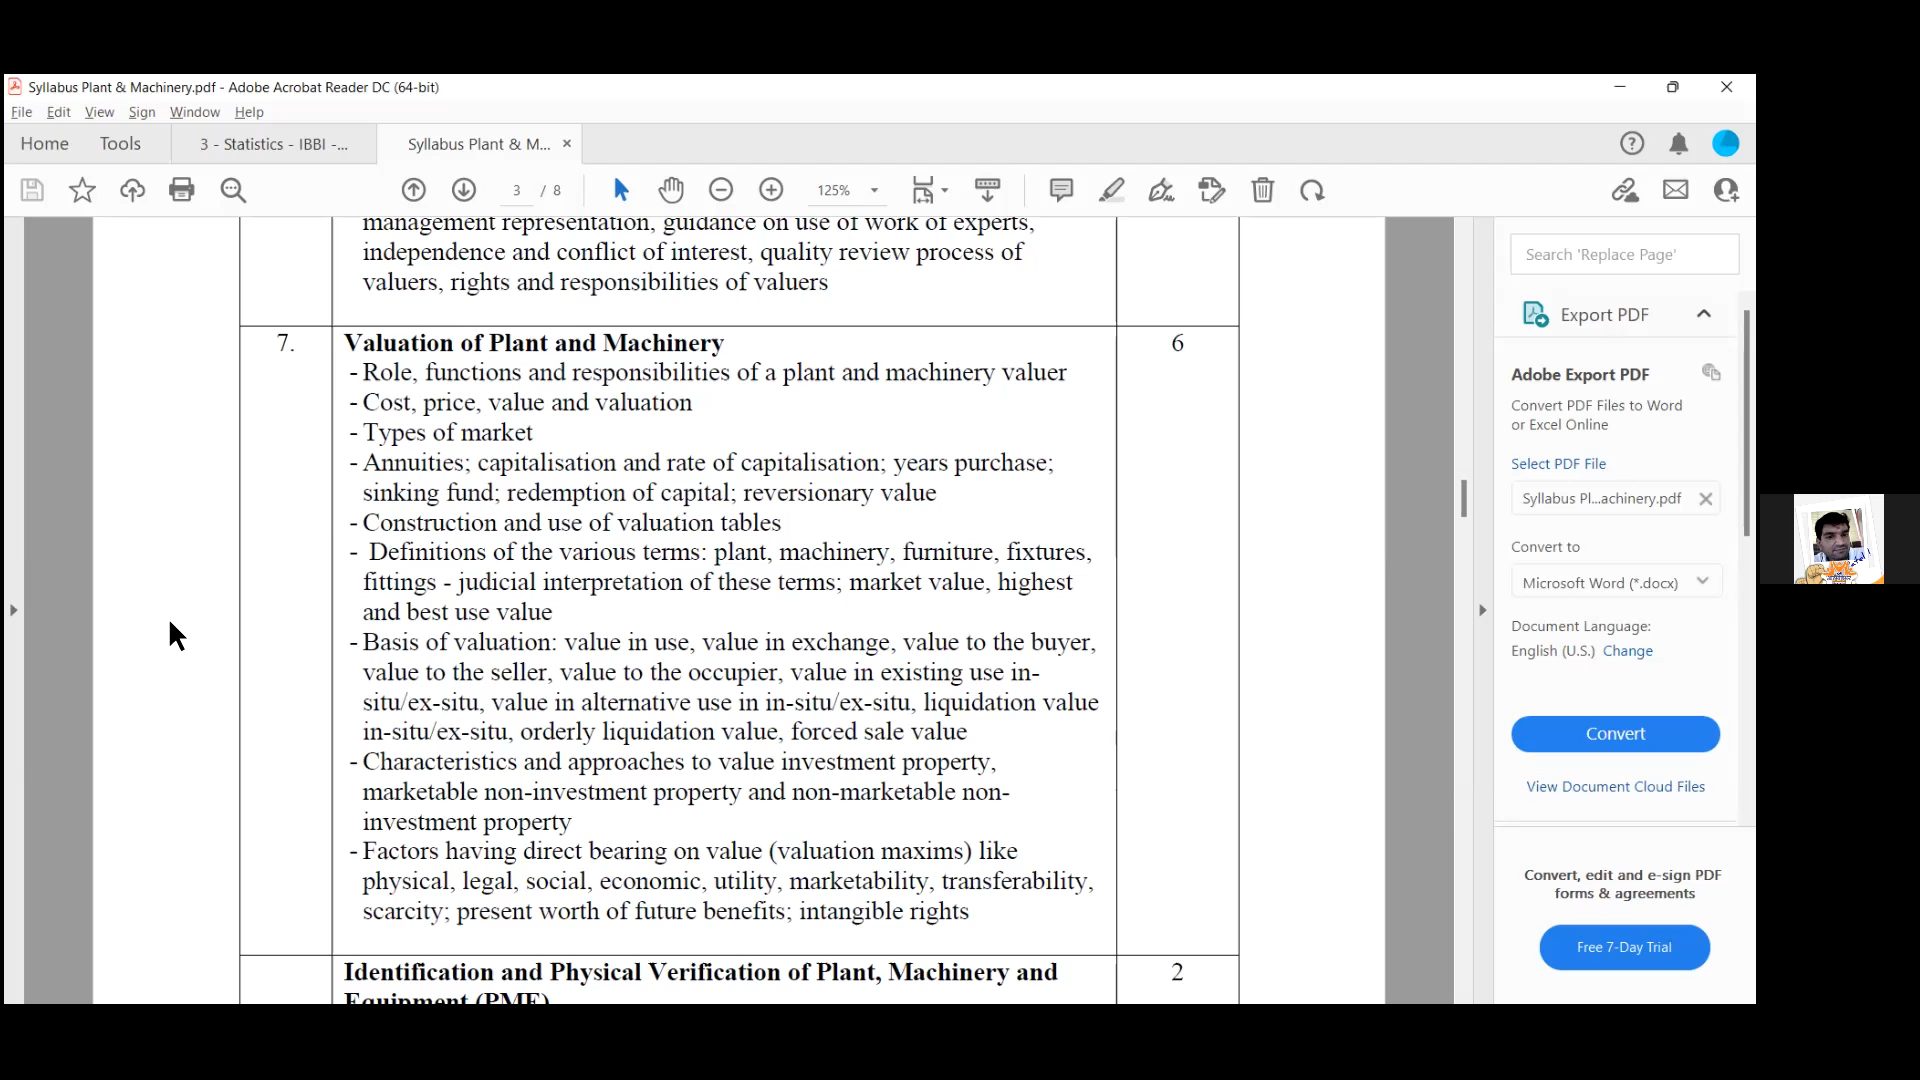 Syllabus Plant & Machinery.pdf - Adobe Acrobat Reader DC (64-bit)
File Edit View Sign Window Help
Home Tools 3 - Statistics - IBBI -... Syllabus Plant & M... ×
3 / 8 125%
management representation, guidance on use of work of experts,
independence and conflict of interest, quality review process of
valuers, rights and responsibilities of valuers
7. Valuation of Plant and Machinery 6
- Role, functions and responsibilities of a plant and machinery valuer
- Cost, price, value and valuation
- Types of market
- Annuities; capitalisation and rate of capitalisation; years purchase;
sinking fund; redemption of capital; reversionary value
- Construction and use of valuation tables
- Definitions of the various terms: plant, machinery, furniture, fixtures,
fittings - judicial interpretation of these terms; market value, highest
and best use value
- Basis of valuation: value in use, value in exchange, value to the buyer,
value to the seller, value to the occupier, value in existing use in-
situ/ex-situ, value in alternative use in in-situ/ex-situ, liquidation value
in-situ/ex-situ, orderly liquidation value, forced sale value
- Characteristics and approaches to value investment property,
marketable non-investment property and non-marketable non-
investment property
- Factors having direct bearing on value (valuation maxims) like
physical, legal, social, economic, utility, marketability, transferability,
scarcity; present worth of future benefits; intangible rights
Identification and Physical Verification of Plant, Machinery and 2
Equipment (PME)
Search 'Replace Page'
Export PDF
Adobe Export PDF
Convert PDF Files to Word
or Excel Online
Select PDF File
Syllabus Pl...achinery.pdf
Convert to
Microsoft Word (*.docx)
Document Language:
English (U.S.) Change
Convert
View Document Cloud Files
Convert, edit and e-sign PDF
forms & agreements
Free 7-Day Trial